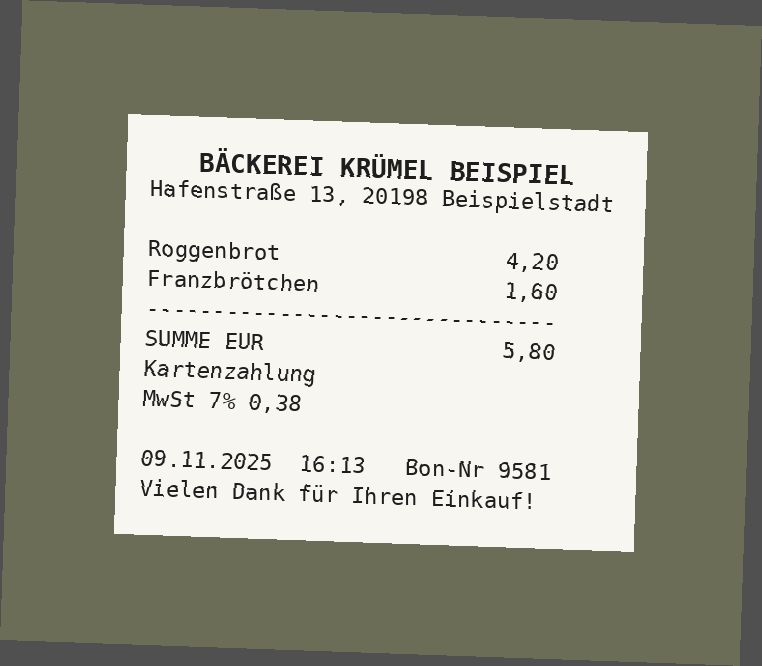 BÄCKEREI KRÜMEL BEISPIEL
Hafenstraße 13, 20198 Beispielstadt
Roggenbrot 4,20
Franzbrötchen 1,60
-------------------------------
SUMME EUR 5,80
Kartenzahlung
MwSt 7% 0,38
09.11.2025 16:13 Bon-Nr 9581
Vielen Dank für Ihren Einkauf!